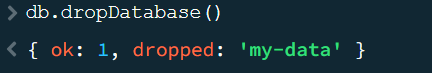 > db.dropDatabase()
< { ok: 1, dropped: 'my-data' }